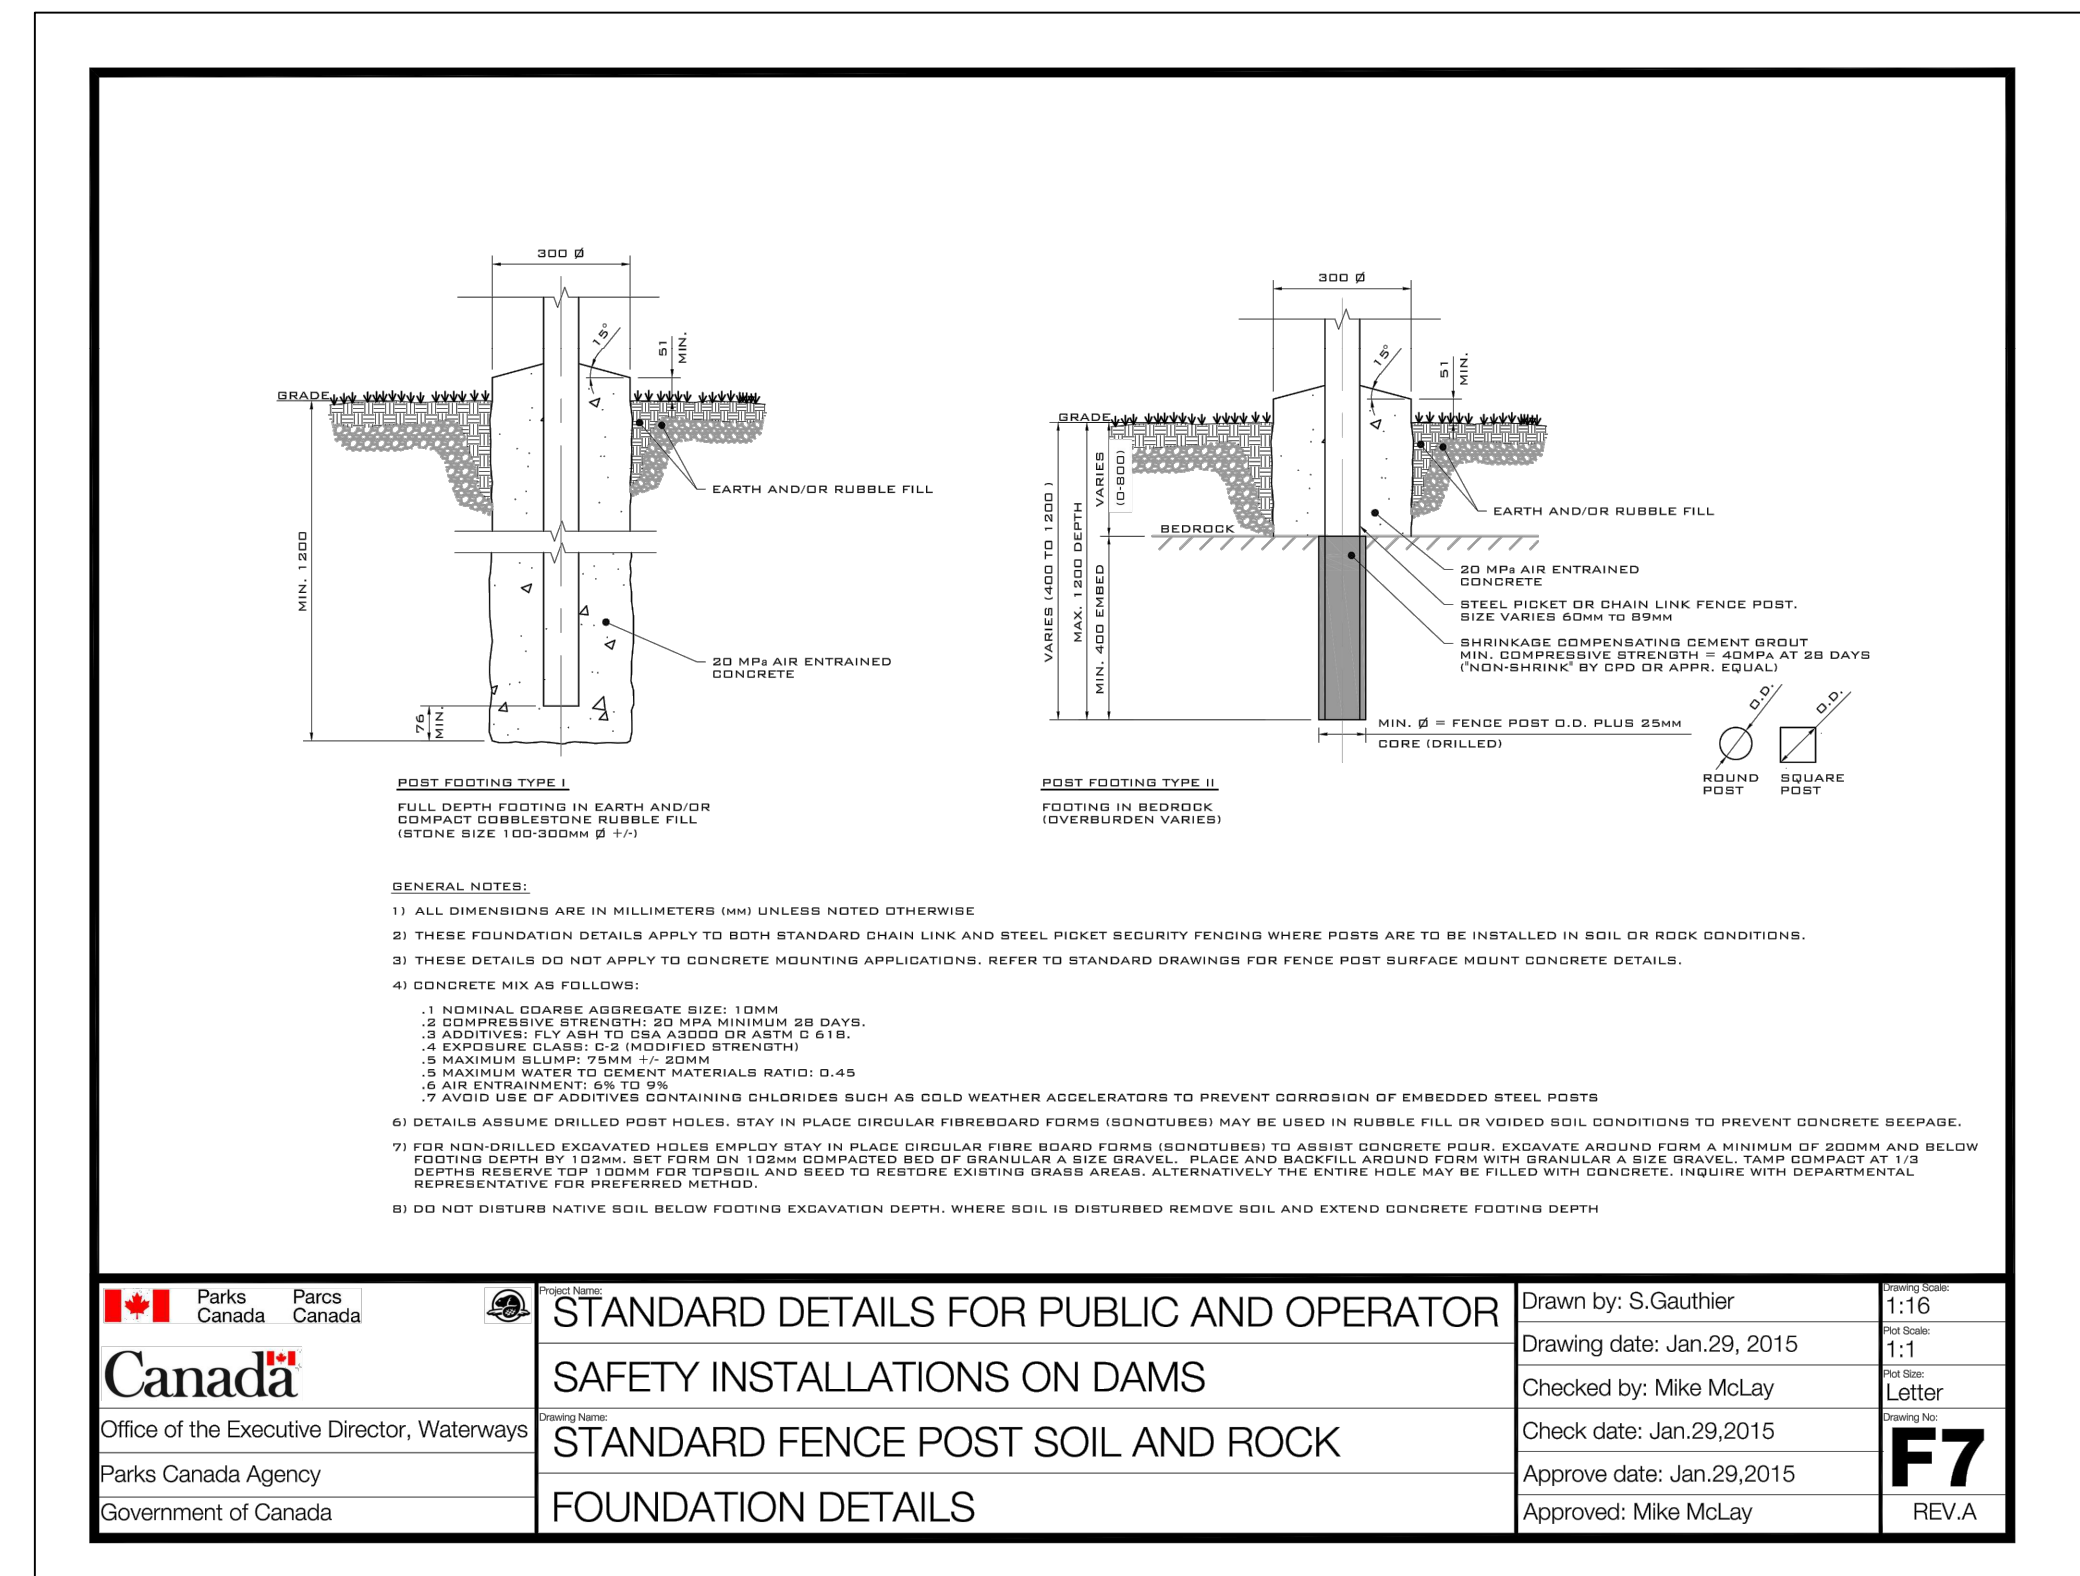 300 Ø
15°
51
MIN.
GRADE
EARTH AND/OR RUBBLE FILL
MIN. 1200
20 MPa AIR ENTRAINED
CONCRETE
76
MIN.
POST FOOTING TYPE I
FULL DEPTH FOOTING IN EARTH AND/OR
COMPACT COBBLESTONE RUBBLE FILL
(STONE SIZE 100-300MM Ø +/-)
300 Ø
15°
51
MIN.
GRADE
VARIES (400 TO 1200 )
MAX. 1200 DEPTH
VARIES
(0-800)
MIN. 400 EMBED
BEDROCK
EARTH AND/OR RUBBLE FILL
20 MPa AIR ENTRAINED
CONCRETE
STEEL PICKET OR CHAIN LINK FENCE POST.
SIZE VARIES 60MM TO 89MM
SHRINKAGE COMPENSATING CEMENT GROUT
MIN. COMPRESSIVE STRENGTH = 40MPA AT 28 DAYS
("NON-SHRINK" BY CPD OR APPR. EQUAL)
MIN. Ø = FENCE POST O.D. PLUS 25MM
CORE (DRILLED)
O.D.
O.D.
ROUND
POST
SQUARE
POST
POST FOOTING TYPE II
FOOTING IN BEDROCK
(OVERBURDEN VARIES)
GENERAL NOTES:
1) ALL DIMENSIONS ARE IN MILLIMETERS (MM) UNLESS NOTED OTHERWISE
2) THESE FOUNDATION DETAILS APPLY TO BOTH STANDARD CHAIN LINK AND STEEL PICKET SECURITY FENCING WHERE POSTS ARE TO BE INSTALLED IN SOIL OR ROCK CONDITIONS.
3) THESE DETAILS DO NOT APPLY TO CONCRETE MOUNTING APPLICATIONS. REFER TO STANDARD DRAWINGS FOR FENCE POST SURFACE MOUNT CONCRETE DETAILS.
4) CONCRETE MIX AS FOLLOWS:
.1 NOMINAL COARSE AGGREGATE SIZE: 10MM
.2 COMPRESSIVE STRENGTH: 20 MPA MINIMUM 28 DAYS.
.3 ADDITIVES: FLY ASH TO CSA A3000 OR ASTM C 618.
.4 EXPOSURE CLASS: C-2 (MODIFIED STRENGTH)
.5 MAXIMUM SLUMP: 75MM +/- 20MM
.5 MAXIMUM WATER TO CEMENT MATERIALS RATIO: 0.45
.6 AIR ENTRAINMENT: 6% TO 9%
.7 AVOID USE OF ADDITIVES CONTAINING CHLORIDES SUCH AS COLD WEATHER ACCELERATORS TO PREVENT CORROSION OF EMBEDDED STEEL POSTS
6) DETAILS ASSUME DRILLED POST HOLES. STAY IN PLACE CIRCULAR FIBREBOARD FORMS (SONOTUBES) MAY BE USED IN RUBBLE FILL OR VOIDED SOIL CONDITIONS TO PREVENT CONCRETE SEEPAGE.
7) FOR NON-DRILLED EXCAVATED HOLES EMPLOY STAY IN PLACE CIRCULAR FIBRE BOARD FORMS (SONOTUBES) TO ASSIST CONCRETE POUR. EXCAVATE AROUND FORM A MINIMUM OF 200MM AND BELOW
FOOTING DEPTH BY 102MM. SET FORM ON 102MM COMPACTED BED OF GRANULAR A SIZE GRAVEL. PLACE AND BACKFILL AROUND FORM WITH GRANULAR A SIZE GRAVEL. TAMP COMPACT AT 1/3
DEPTHS RESERVE TOP 100MM FOR TOPSOIL AND SEED TO RESTORE EXISTING GRASS AREAS. ALTERNATIVELY THE ENTIRE HOLE MAY BE FILLED WITH CONCRETE. INQUIRE WITH DEPARTMENTAL
REPRESENTATIVE FOR PREFERRED METHOD.
8) DO NOT DISTURB NATIVE SOIL BELOW FOOTING EXCAVATION DEPTH. WHERE SOIL IS DISTURBED REMOVE SOIL AND EXTEND CONCRETE FOOTING DEPTH
Parks Canada
Parcs Canada
Canada
Office of the Executive Director, Waterways
Parks Canada Agency
Government of Canada
Project Name:
STANDARD DETAILS FOR PUBLIC AND OPERATOR
SAFETY INSTALLATIONS ON DAMS
Drawing Name:
STANDARD FENCE POST SOIL AND ROCK
FOUNDATION DETAILS
Drawn by: S.Gauthier
Drawing date: Jan.29, 2015
Checked by: Mike McLay
Check date: Jan.29,2015
Approve date: Jan.29,2015
Approved: Mike McLay
Drawing Scale:
1:16
Plot Scale:
1:1
Plot Size:
Letter
Drawing No:
F7
REV.A